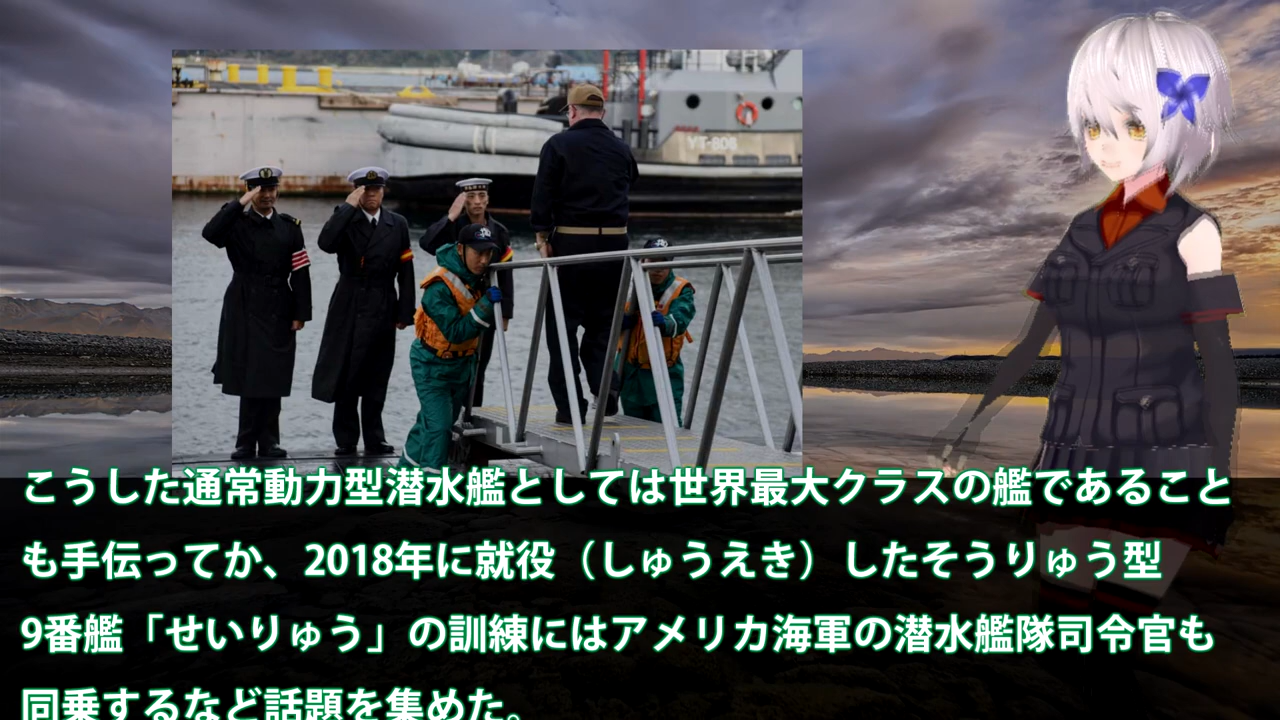 YT-806
こうした通常動力型潜水艦としては世界最大クラスの艦であること
も手伝ってか、2018年に就役（しゅうえき）したそうりゅう型
9番艦「せいりゅう」の訓練にはアメリカ海軍の潜水艦隊司令官も
同乗するなど話題を集めた。